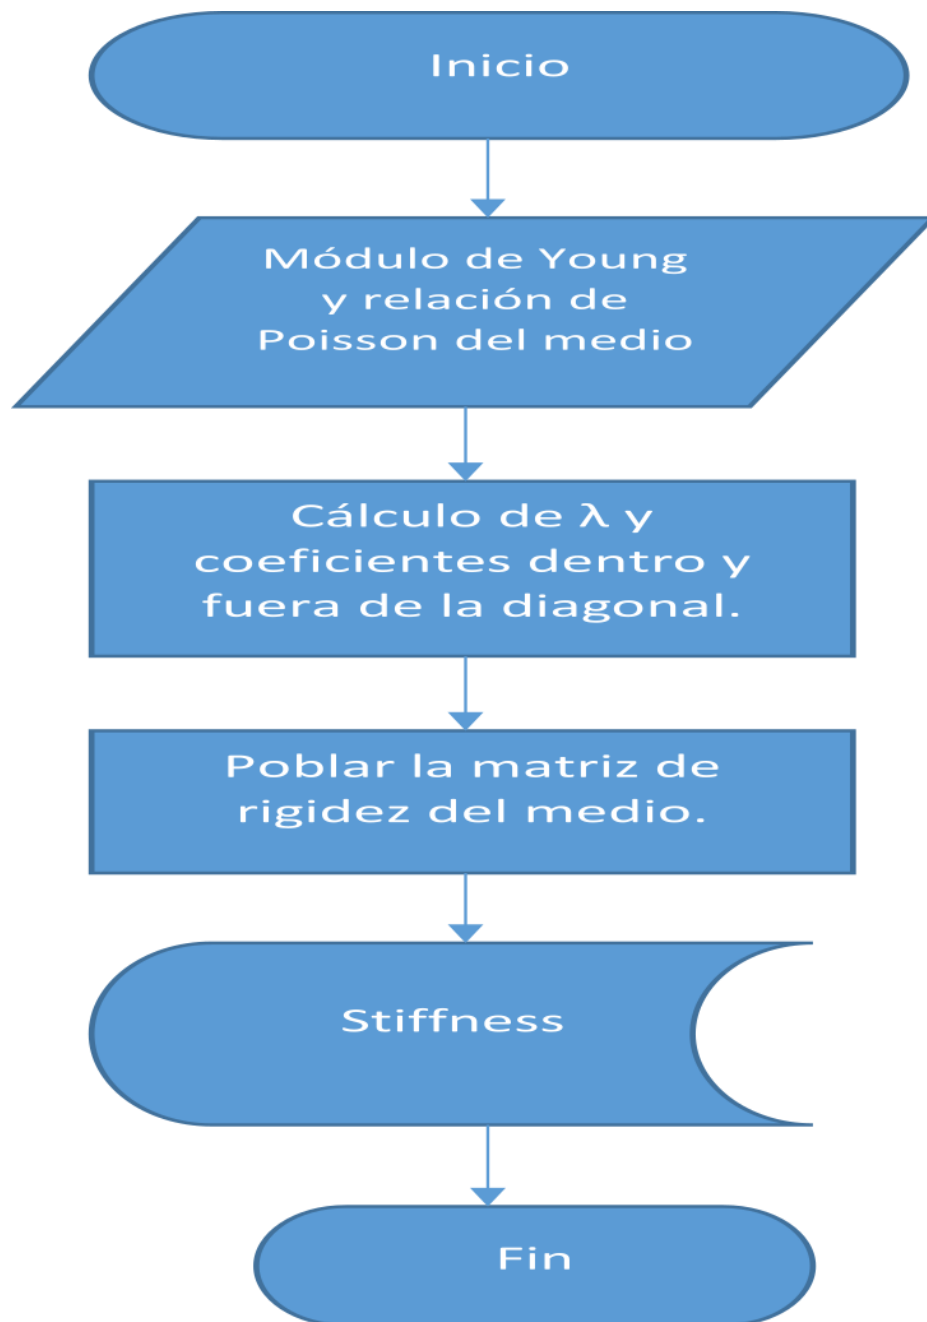 Inicio
Módulo de Young
y relación de
Poisson del medio
Cálculo de λ y
coeficientes dentro y
fuera de la diagonal.
Poblar la matriz de
rigidez del medio.
Stiffness
Fin